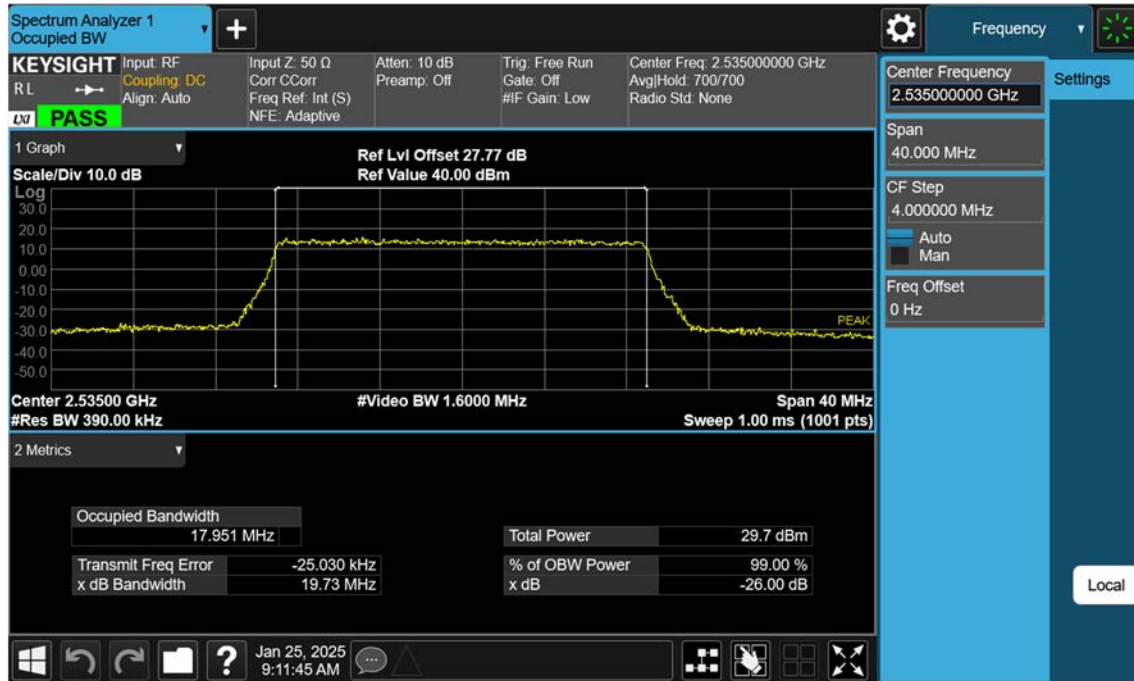 Spectrum Analyzer 1
Occupied BW
Frequency
KEYSIGHT
RL
LXI PASS
Input: RF
Coupling: DC
Align: Auto
Input Z: 50 Ω
Corr CCorr
Freq Ref: Int (S)
NFE: Adaptive
Atten: 10 dB
Preamp: Off
Trig: Free Run
Gate: Off
#IF Gain: Low
Center Freq: 2.535000000 GHz
Avg|Hold: 700/700
Radio Std: None
Center Frequency
2.535000000 GHz
Settings
Span
40.000 MHz
CF Step
4.000000 MHz
Auto
Man
Freq Offset
0 Hz
Local
1 Graph
Scale/Div 10.0 dB
Ref Lvl Offset 27.77 dB
Ref Value 40.00 dBm
Log
30.0
20.0
10.0
0.00
-10.0
-20.0
-30.0
-40.0
-50.0
PEAK
Center 2.53500 GHz
#Video BW 1.6000 MHz
Span 40 MHz
#Res BW 390.00 kHz
Sweep 1.00 ms (1001 pts)
2 Metrics
Occupied Bandwidth
17.951 MHz
Total Power 29.7 dBm
Transmit Freq Error -25.030 kHz
% of OBW Power 99.00 %
x dB Bandwidth 19.73 MHz
x dB -26.00 dB
?
Jan 25, 2025
9:11:45 AM